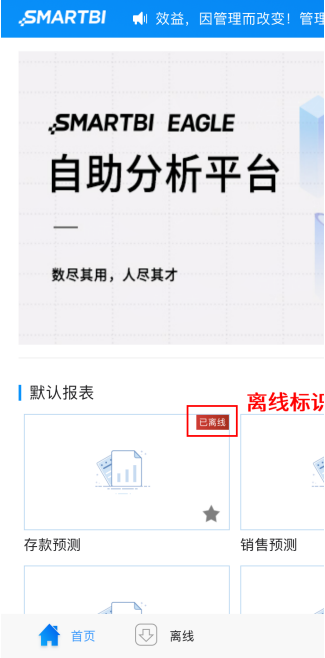 SMARTBI 效益，因管理而改变！管理
SMARTBI EAGLE
自助分析平台
数尽其用，人尽其才
默认报表
离线标识
已离线
存款预测
销售预测
首页
离线